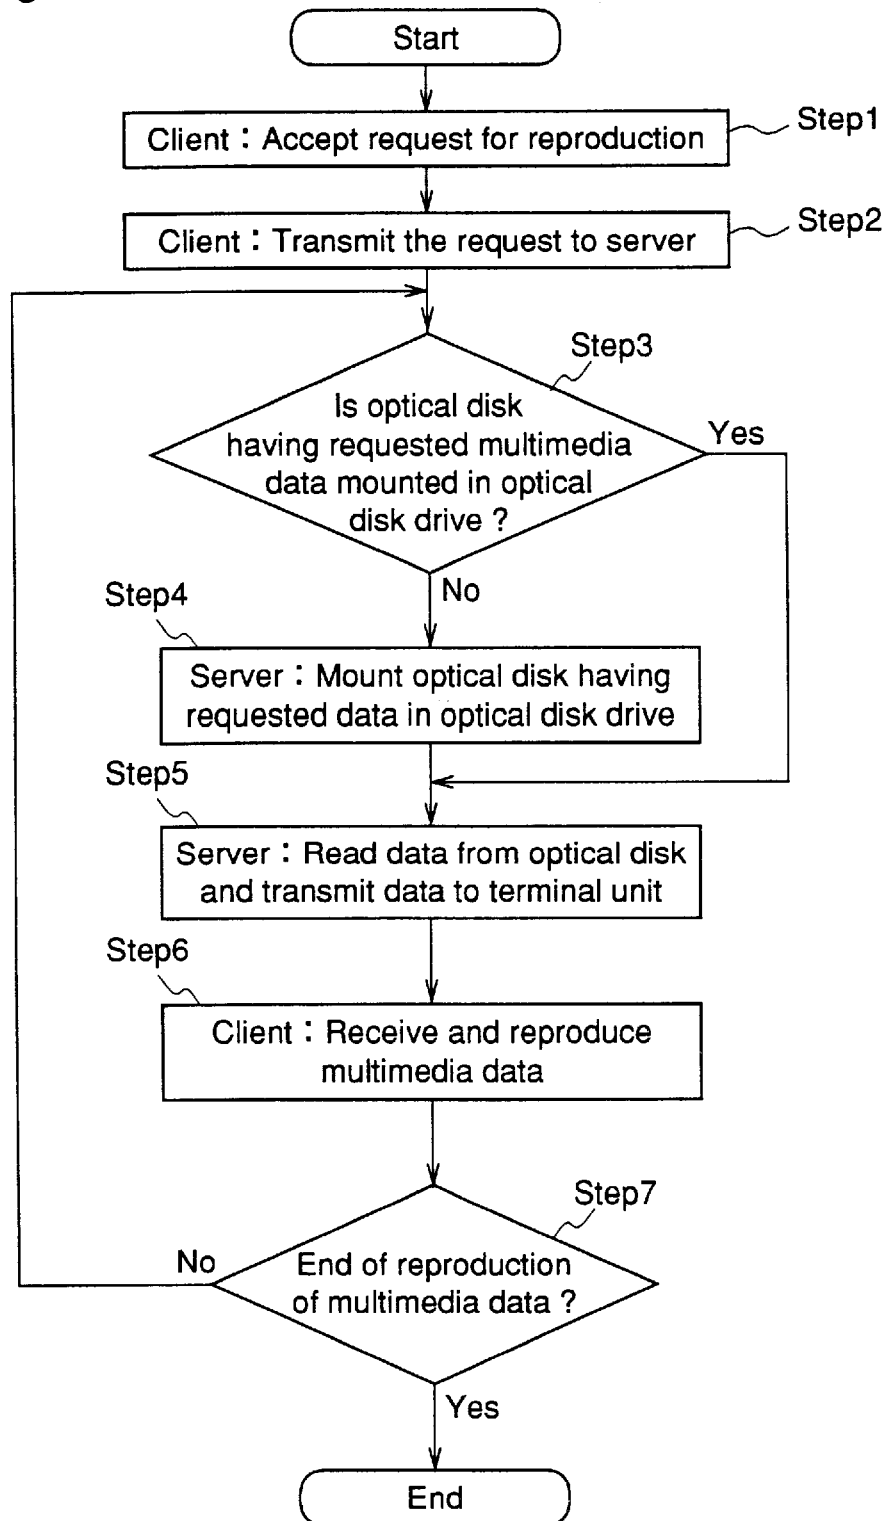 Start
Client : Accept request for reproduction
Step1
Client : Transmit the request to server
Step2
Step3
Is optical disk
having requested multimedia
data mounted in optical
disk drive ?
Yes
No
Step4
Server : Mount optical disk having
requested data in optical disk drive
Step5
Server : Read data from optical disk
and transmit data to terminal unit
Step6
Client : Receive and reproduce
multimedia data
Step7
No
End of reproduction
of multimedia data ?
Yes
End